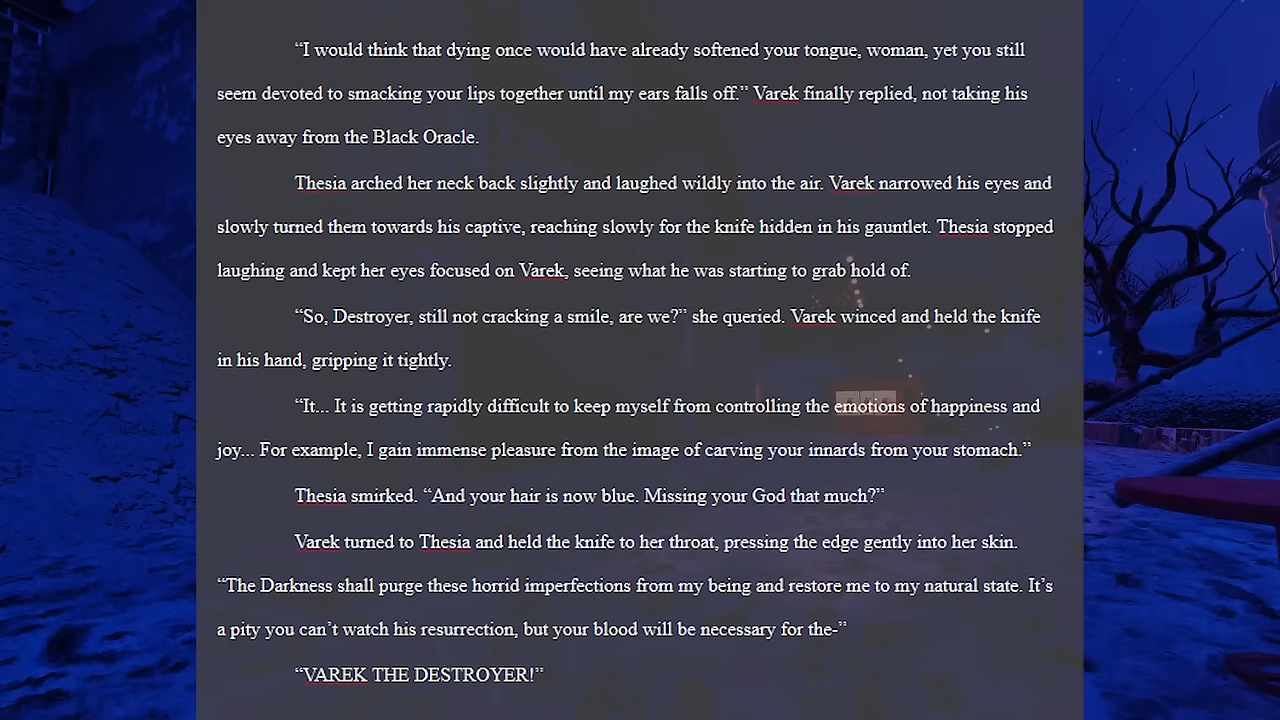 “I would think that dying once would have already softened your tongue, woman, yet you still
seem devoted to smacking your lips together until my ears falls off.” Varek finally replied, not taking his
eyes away from the Black Oracle.
Thesia arched her neck back slightly and laughed wildly into the air. Varek narrowed his eyes and
slowly turned them towards his captive, reaching slowly for the knife hidden in his gauntlet. Thesia stopped
laughing and kept her eyes focused on Varek, seeing what he was starting to grab hold of.
“So, Destroyer, still not cracking a smile, are we?” she queried. Varek winced and held the knife
in his hand, gripping it tightly.
“It... It is getting rapidly difficult to keep myself from controlling the emotions of happiness and
joy... For example, I gain immense pleasure from the image of carving your innards from your stomach.”
Thesia smirked. “And your hair is now blue. Missing your God that much?”
Varek turned to Thesia and held the knife to her throat, pressing the edge gently into her skin.
“The Darkness shall purge these horrid imperfections from my being and restore me to my natural state. It’s
a pity you can’t watch his resurrection, but your blood will be necessary for the-”
“VAREK THE DESTROYER!”